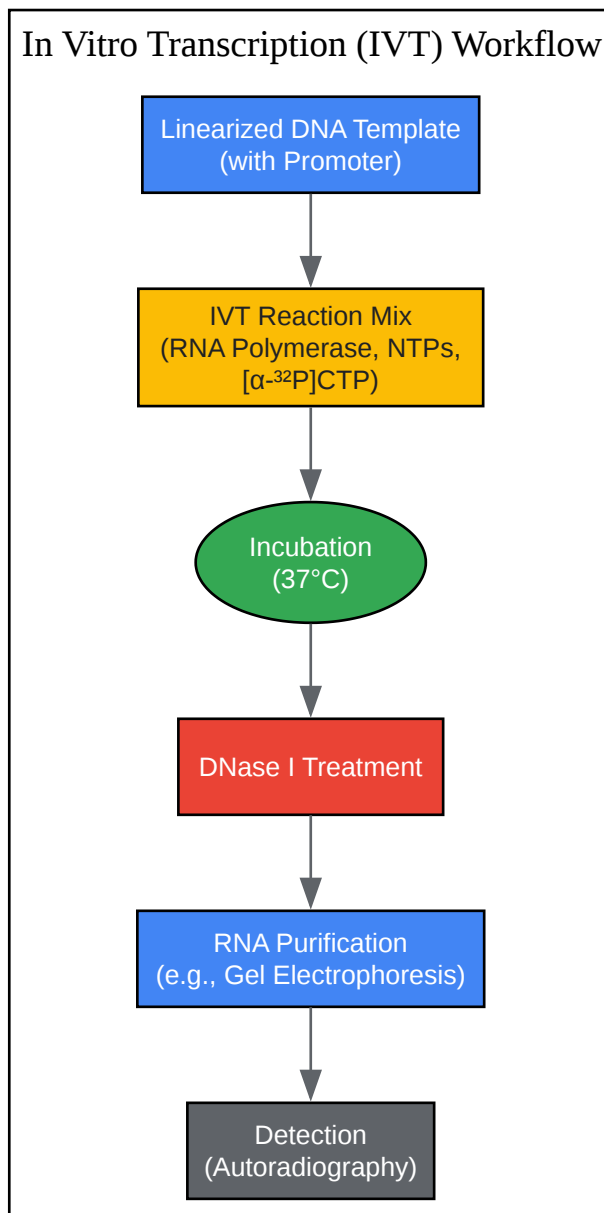 In Vitro Transcription (IVT) Workflow
Linearized DNA Template
(with Promoter)
IVT Reaction Mix
(RNA Polymerase, NTPs,
[α-³²P]CTP)
Incubation
(37°C)
DNase I Treatment
RNA Purification
(e.g., Gel Electrophoresis)
Detection
(Autoradiography)